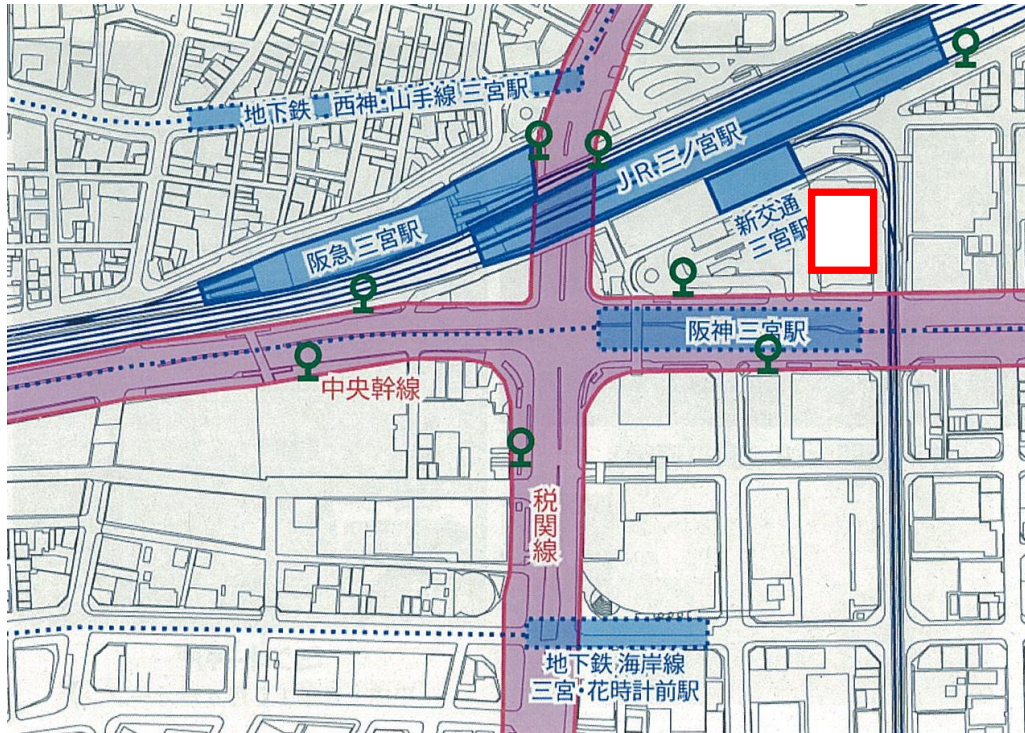 地下鉄 西神・山手線 三宮駅
JR 三ノ宮駅
新交通
三宮駅
阪急 三宮駅
阪神 三宮駅
中央幹線
税関線
地下鉄 海岸線
三宮・花時計前駅